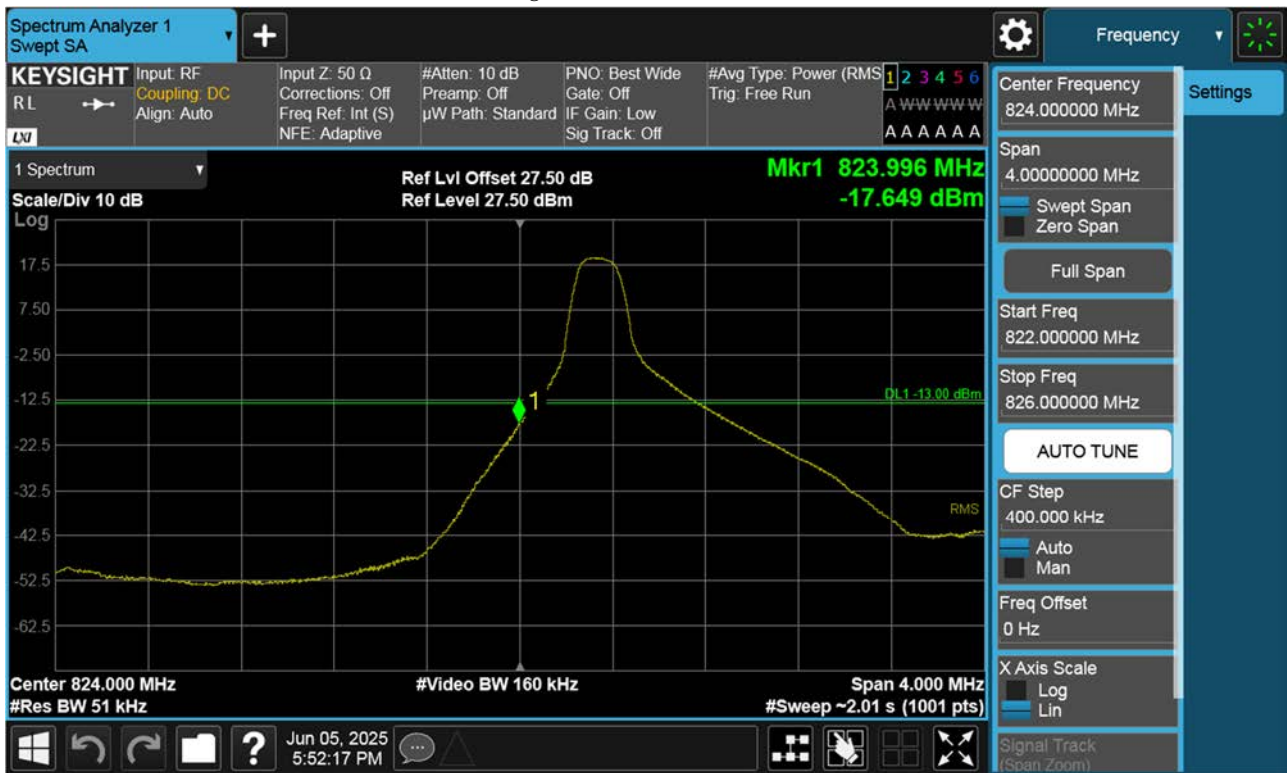 Spectrum Analyzer 1
Swept SA
+
Frequency
KEYSIGHT
RL
LXI
Input: RF
Coupling: DC
Align: Auto
Input Z: 50 Ω
Corrections: Off
Freq Ref: Int (S)
NFE: Adaptive
#Atten: 10 dB
Preamp: Off
µW Path: Standard
PNO: Best Wide
Gate: Off
IF Gain: Low
Sig Track: Off
#Avg Type: Power (RMS
Trig: Free Run
1 2 3 4 5 6
A W W W W W
A A A A A A
1 Spectrum
Scale/Div 10 dB
Log
Ref Lvl Offset 27.50 dB
Ref Level 27.50 dBm
Mkr1 823.996 MHz
-17.649 dBm
17.5
7.50
-2.50
-12.5
-22.5
-32.5
-42.5
-52.5
-62.5
1
DL1 -13.00 dBm
RMS
Center 824.000 MHz
#Res BW 51 kHz
#Video BW 160 kHz
Span 4.000 MHz
#Sweep ~2.01 s (1001 pts)
?
Jun 05, 2025
5:52:17 PM
Center Frequency
824.000000 MHz
Settings
Span
4.00000000 MHz
Swept Span
Zero Span
Full Span
Start Freq
822.000000 MHz
Stop Freq
826.000000 MHz
AUTO TUNE
CF Step
400.000 kHz
Auto
Man
Freq Offset
0 Hz
X Axis Scale
Log
Lin
Signal Track
(Span Zoom)